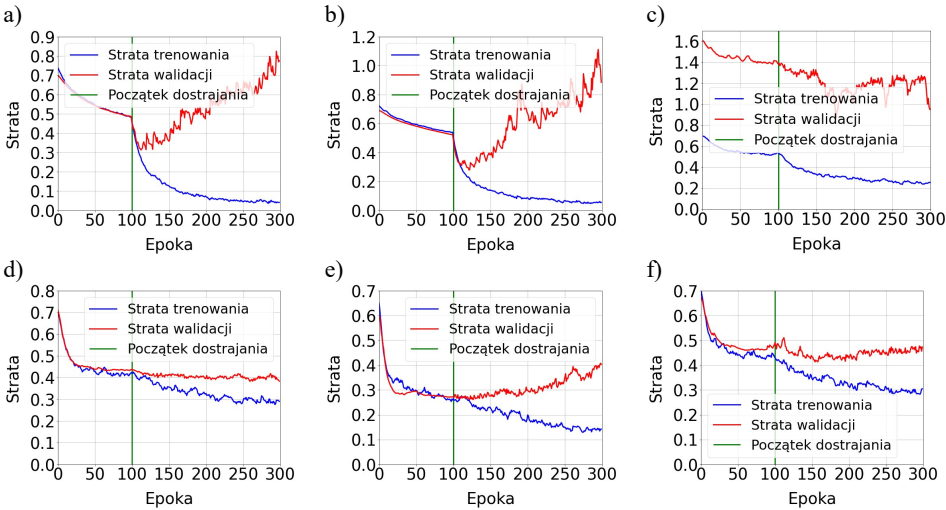 a)
0.9
0.8
0.7
0.6
0.5
0.4
0.3
0.2
0.1
0.0
Strata
Strata trenowania
Strata walidacji
Początek dostrajania
0 50 100 150 200 250 300
Epoka
b)
1.2
1.0
0.8
0.6
0.4
0.2
0.0
Strata
Strata trenowania
Strata walidacji
Początek dostrajania
0 50 100 150 200 250 300
Epoka
c)
1.6
1.4
1.2
1.0
0.8
0.6
0.4
0.2
0.0
Strata
Strata trenowania
Strata walidacji
Początek dostrajania
0 50 100 150 200 250 300
Epoka
d)
0.8
0.7
0.6
0.5
0.4
0.3
0.2
0.1
0.0
Strata
Strata trenowania
Strata walidacji
Początek dostrajania
0 50 100 150 200 250 300
Epoka
e)
0.7
0.6
0.5
0.4
0.3
0.2
0.1
0.0
Strata
Strata trenowania
Strata walidacji
Początek dostrajania
0 50 100 150 200 250 300
Epoka
f)
0.7
0.6
0.5
0.4
0.3
0.2
0.1
0.0
Strata
Strata trenowania
Strata walidacji
Początek dostrajania
0 50 100 150 200 250 300
Epoka